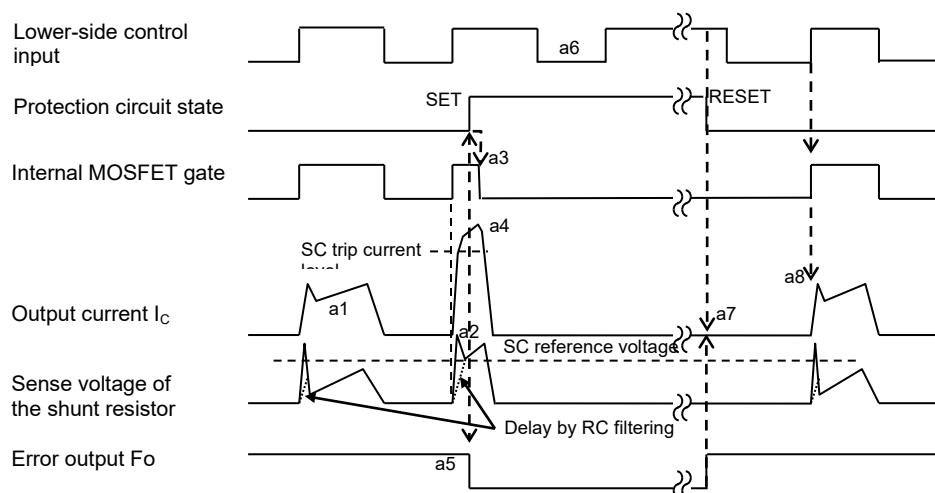 Lower-side control
input
a6
Protection circuit state
SET
RESET
Internal MOSFET gate
a3
a4
SC trip current
level
Output current IC
a1
a2
a7
a8
SC reference voltage
Sense voltage of
the shunt resistor
Delay by RC filtering
Error output Fo
a5